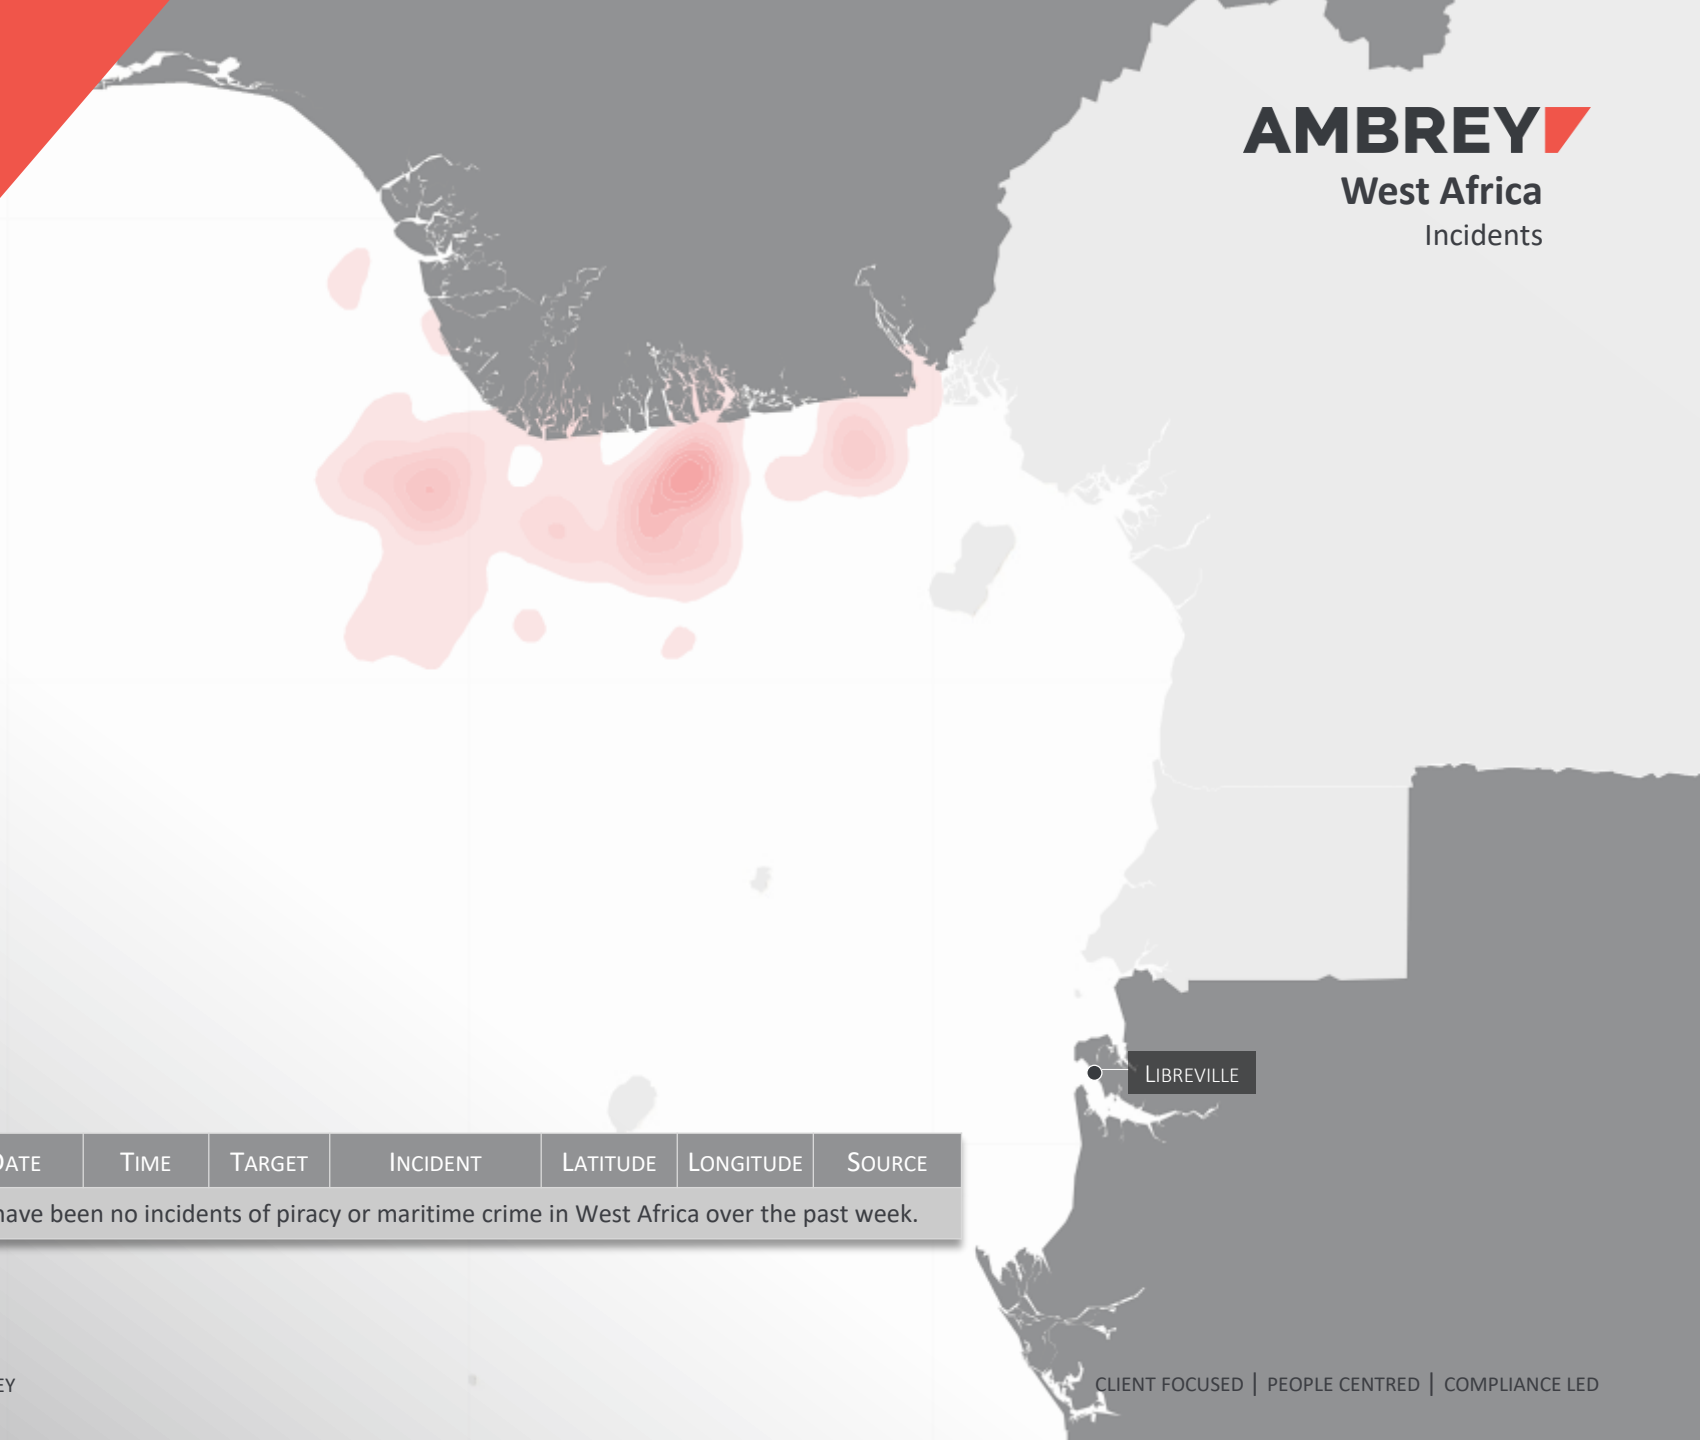 AMBREY
West Africa
Incidents
LIBREVILLE
TIME TARGET INCIDENT LATITUDE LONGITUDE SOURCE
have been no incidents of piracy or maritime crime in West Africa over the past week.
CLIENT FOCUSED | PEOPLE CENTRED | COMPLIANCE LED